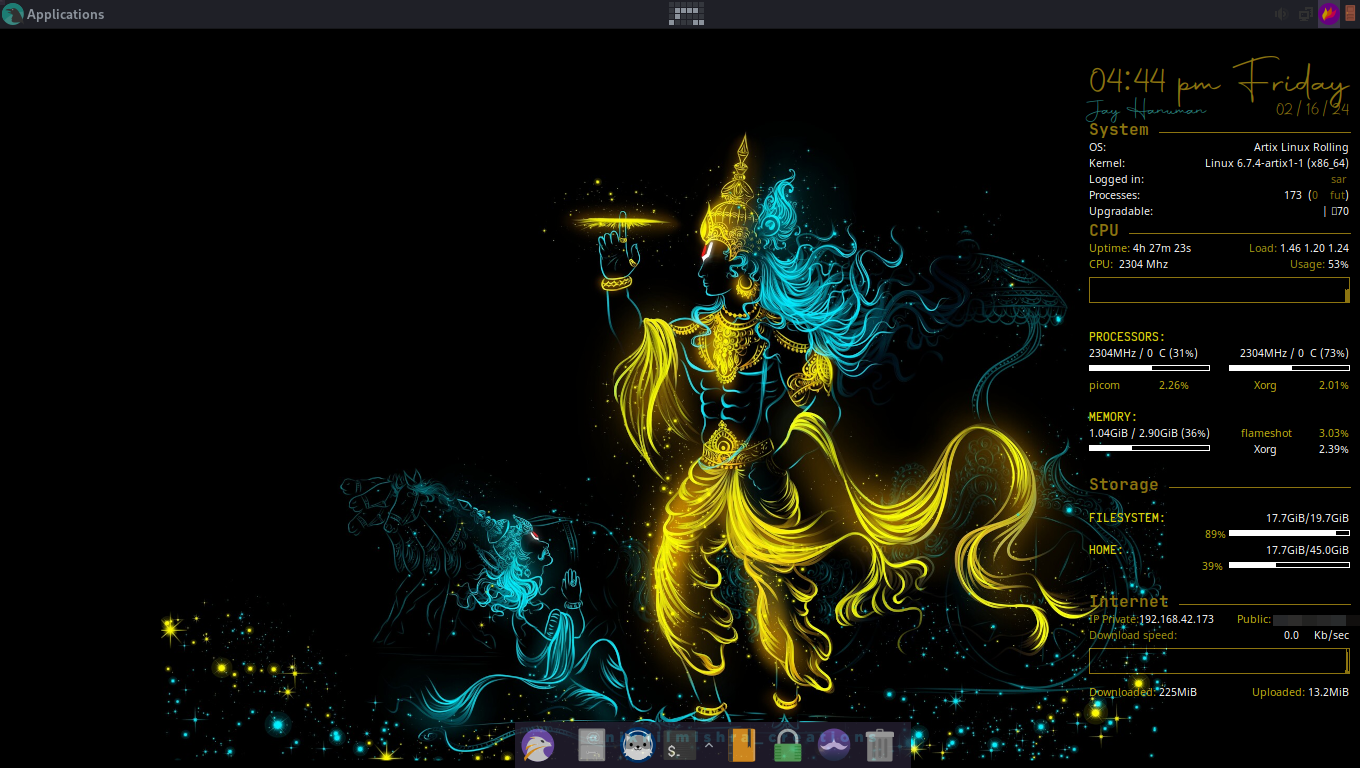 Applications
04:44 pm Friday
Jay Hanuman 02/16/24
System
OS: Artix Linux Rolling
Kernel: Linux 6.7.4-artix1-1 (x86_64)
Logged in: sar
Processes: 173 (0 fut)
Upgradable: | 70
CPU
Uptime: 4h 27m 23s Load: 1.46 1.20 1.24
CPU: 2304 Mhz Usage: 53%
PROCESSORS:
2304MHz / 0 C (31%) 2304MHz / 0 C (73%)
picom 2.26% Xorg 2.01%
MEMORY:
1.04GiB / 2.90GiB (36%) flameshot 3.03%
Xorg 2.39%
Storage
FILESYSTEM: 17.7GiB/19.7GiB
89%
HOME: 17.7GiB/45.0GiB
39%
Internet
IP Private:192.168.42.173 Public:
Download speed: 0.0 Kb/sec
Downloaded: 225MiB Uploaded: 13.2MiB
$_